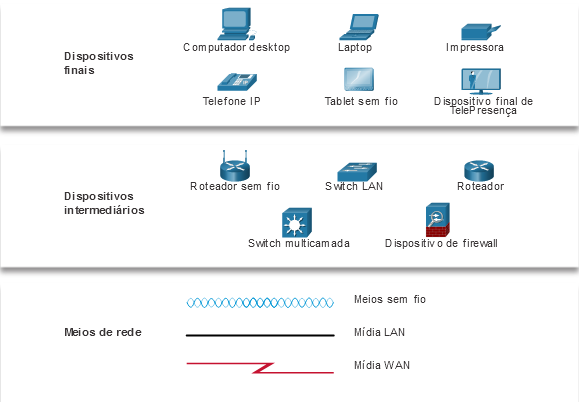 Dispositivos
finais
Computador desktop
Laptop
Impressora
Telefone IP
Tablet sem fio
Dispositivo final de
TelePresença
Dispositivos
intermediários
Roteador sem fio
Switch LAN
Roteador
Switch multicamada
Dispositivo de firewall
Meios de rede
Meios sem fio
Mídia LAN
Mídia WAN